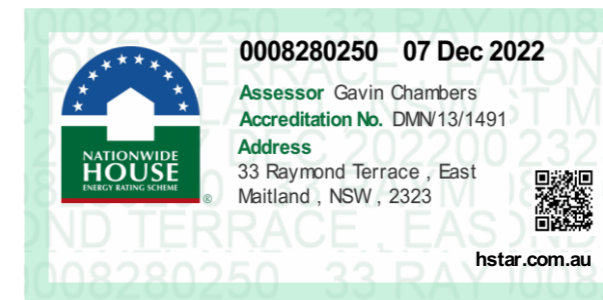 0008280250 07 Dec 2022
Assessor Gavin Chambers
Accreditation No. DMN/13/1491
Address
33 Raymond Terrace , East
Maitland , NSW , 2323
NATIONWIDE
HOUSE
ENERGY RATING SCHEME
®
hstar.com.au